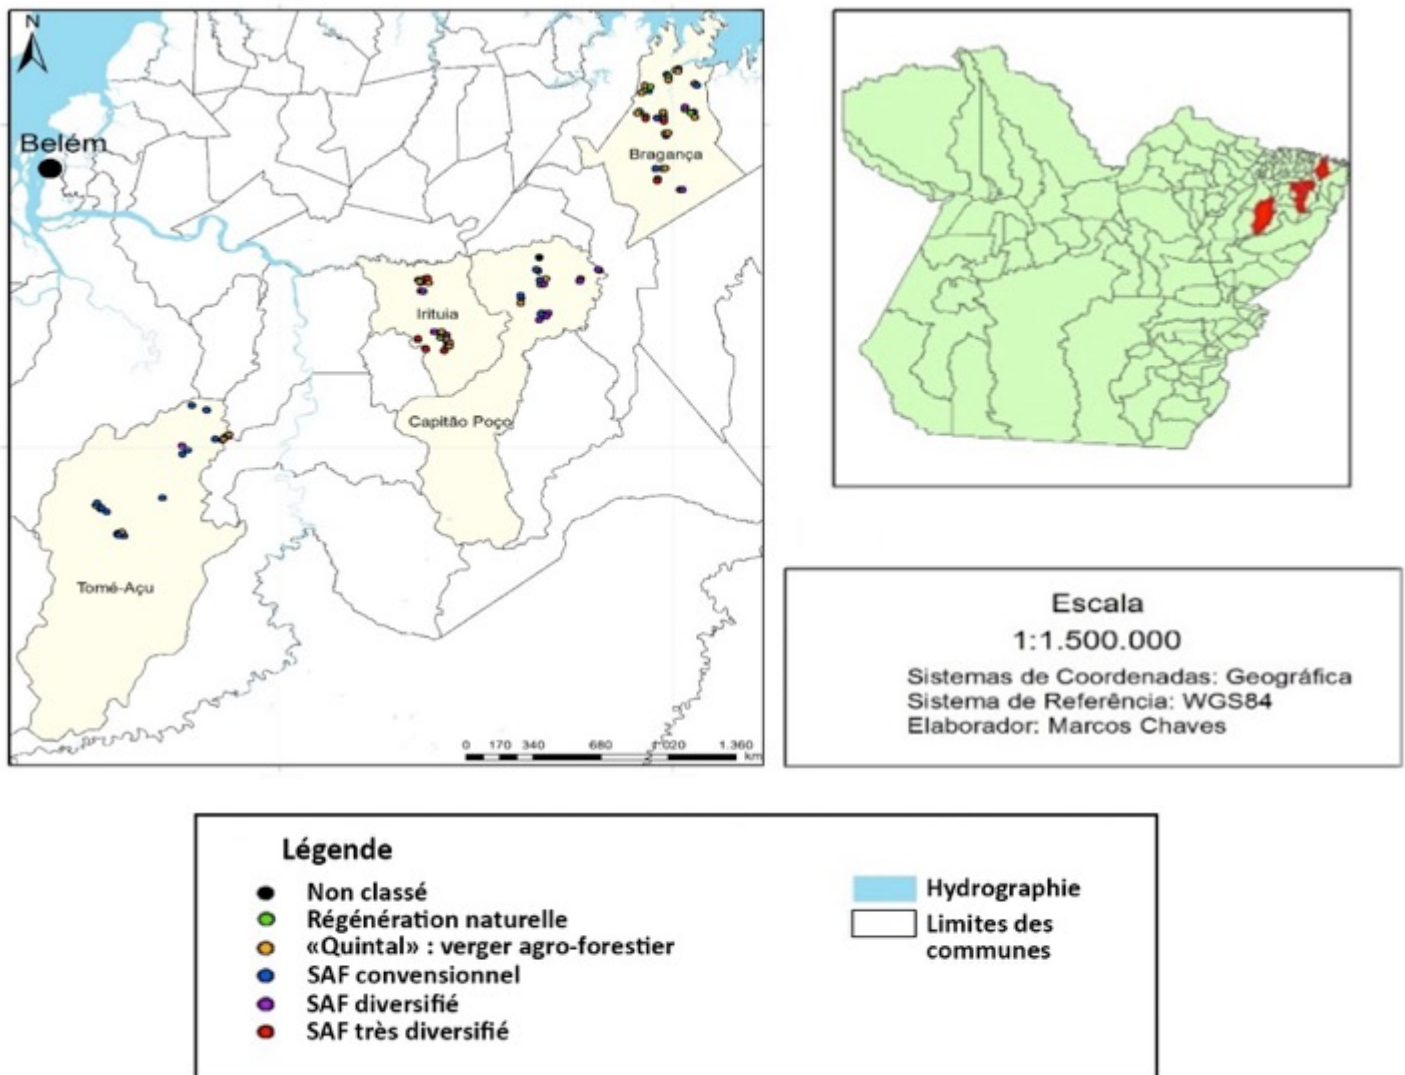 N
Belém
Bragança
Irituia
Capitão Poço
Tomé-Açu
0 170 340 680 1.020 1.360
km
Escala
1:1.500.000
Sistemas de Coordenadas: Geográfica
Sistema de Referência: WGS84
Elaborador: Marcos Chaves
Légende
Non classé
Régénération naturelle
«Quintal» : verger agro-forestier
SAF convensionnel
SAF diversifié
SAF très diversifié
Hydrographie
Limites des
communes